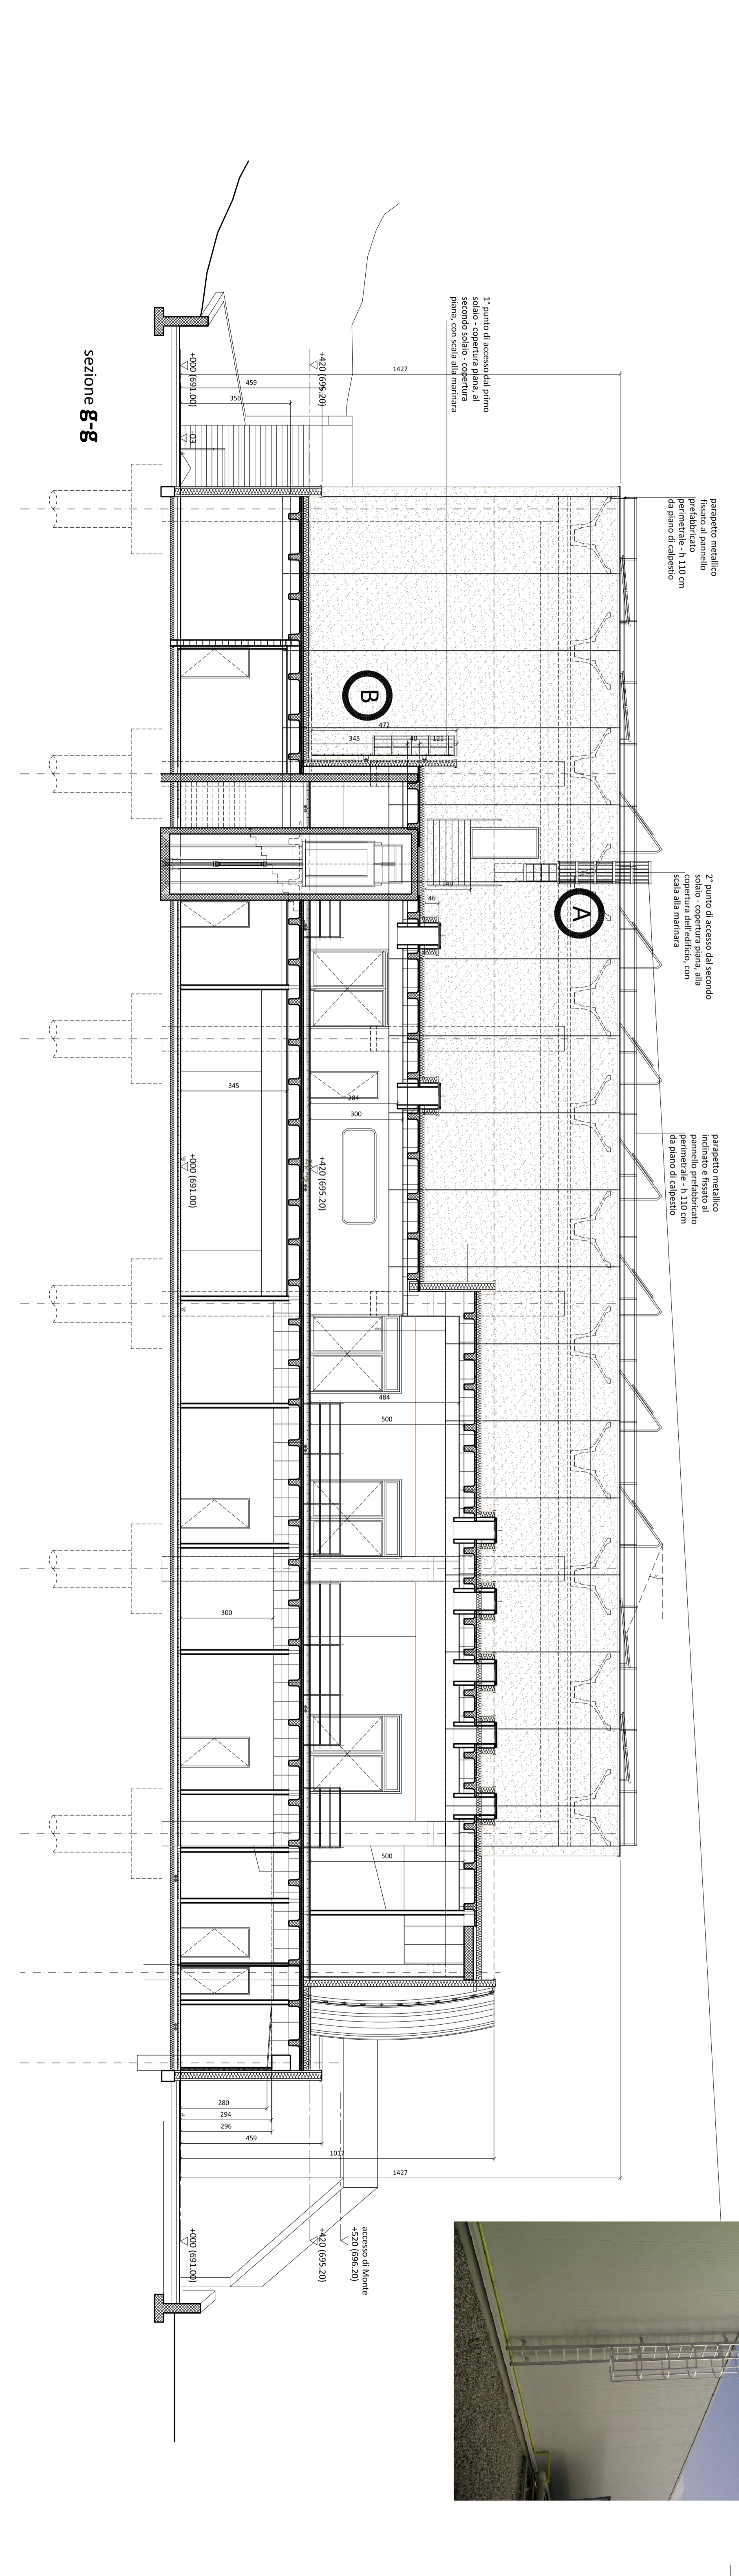 parapetto metallico
fissato al pannello
prefabbricato
perimetrale - h 110 cm
da piano di calpestio
2° punto di accesso dal secondo
solaio - copertura piana, alla
copertura dell'edificio, con
scala alla marinara
parapetto metallico
inclinato e fissato al
pannello prefabbricato
perimetrale - h 110 cm
da piano di calpestio
1° punto di accesso dal primo
solaio - copertura piana, al
secondo solaio - copertura
piana, con scala alla marinara
A
B
1427
459
356
+420 (695.20)
+000 (691.00)
-03
472
345
40
121
149
46
284
300
345
+420 (695.20)
+000 (691.00)
484
500
300
500
280
294
296
459
1017
1427
accesso di Monte
+520 (696.20)
+420 (695.20)
+000 (691.00)
sezione g-g